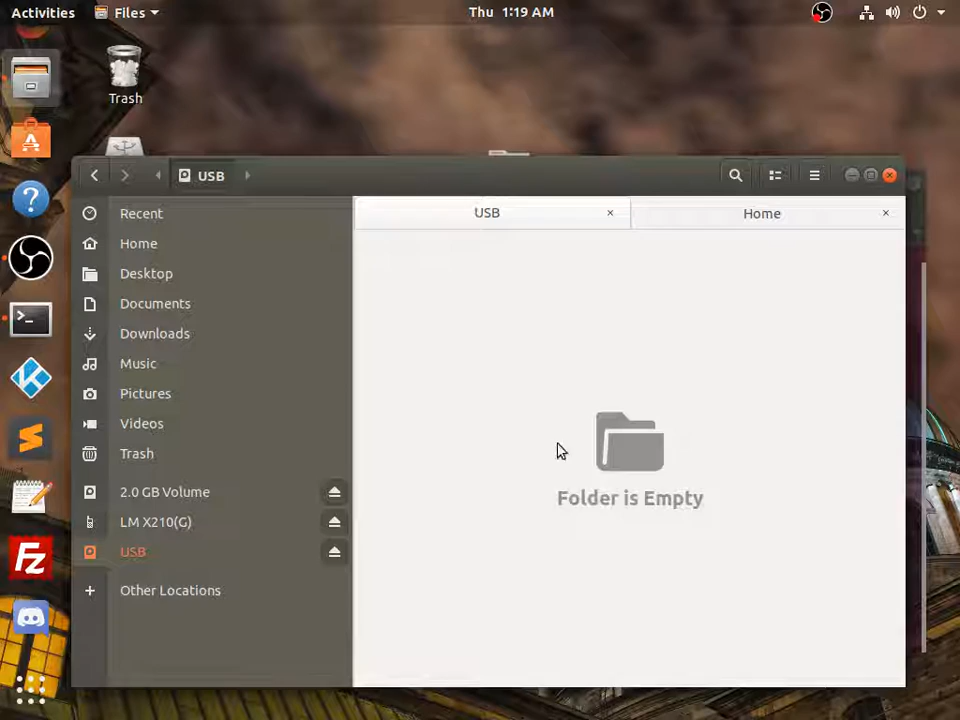 Activities Files Thu 1:19 AM
Trash
USB
USB
Home
Recent
Home
Desktop
Documents
Downloads
Music
Pictures
Videos
Trash
2.0 GB Volume
LM X210(G)
USB
Other Locations
Folder is Empty